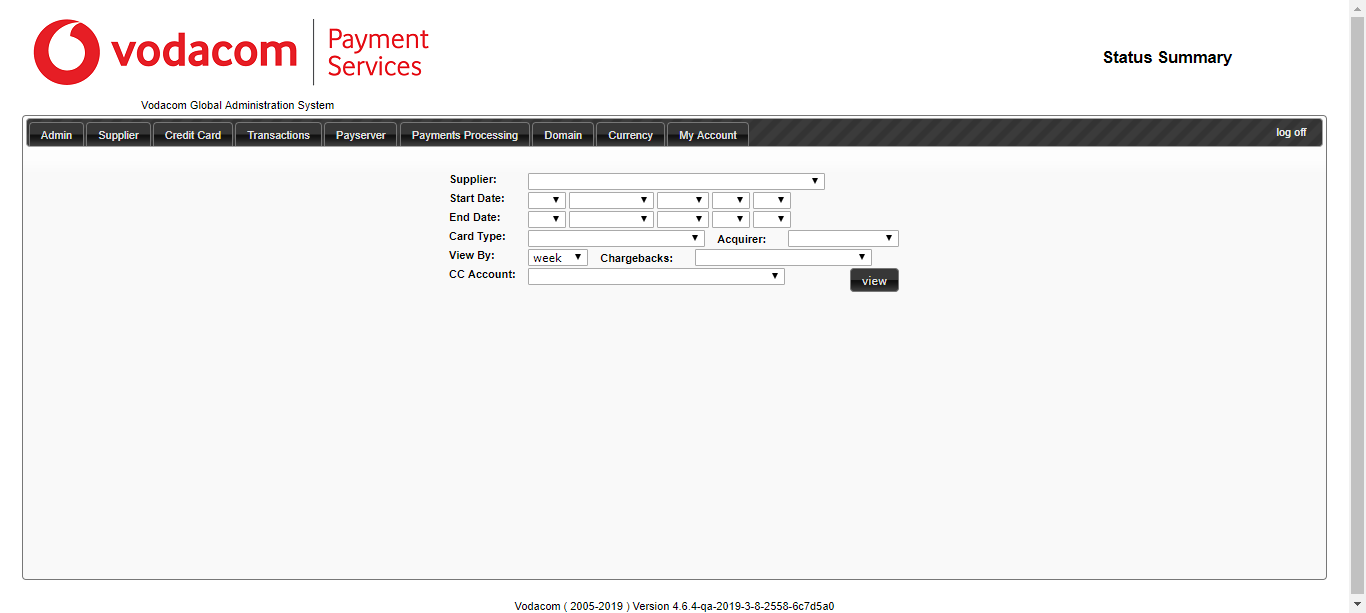 vodacom
Payment
Services
Status Summary
Vodacom Global Administration System
Admin Supplier Credit Card Transactions Payserver Payments Processing Domain Currency My Account log off
Supplier:
Start Date:
End Date:
Card Type: Acquirer:
View By: week Chargebacks:
CC Account: view
Vodacom ( 2005-2019 ) Version 4.6.4-qa-2019-3-8-2558-6c7d5a0